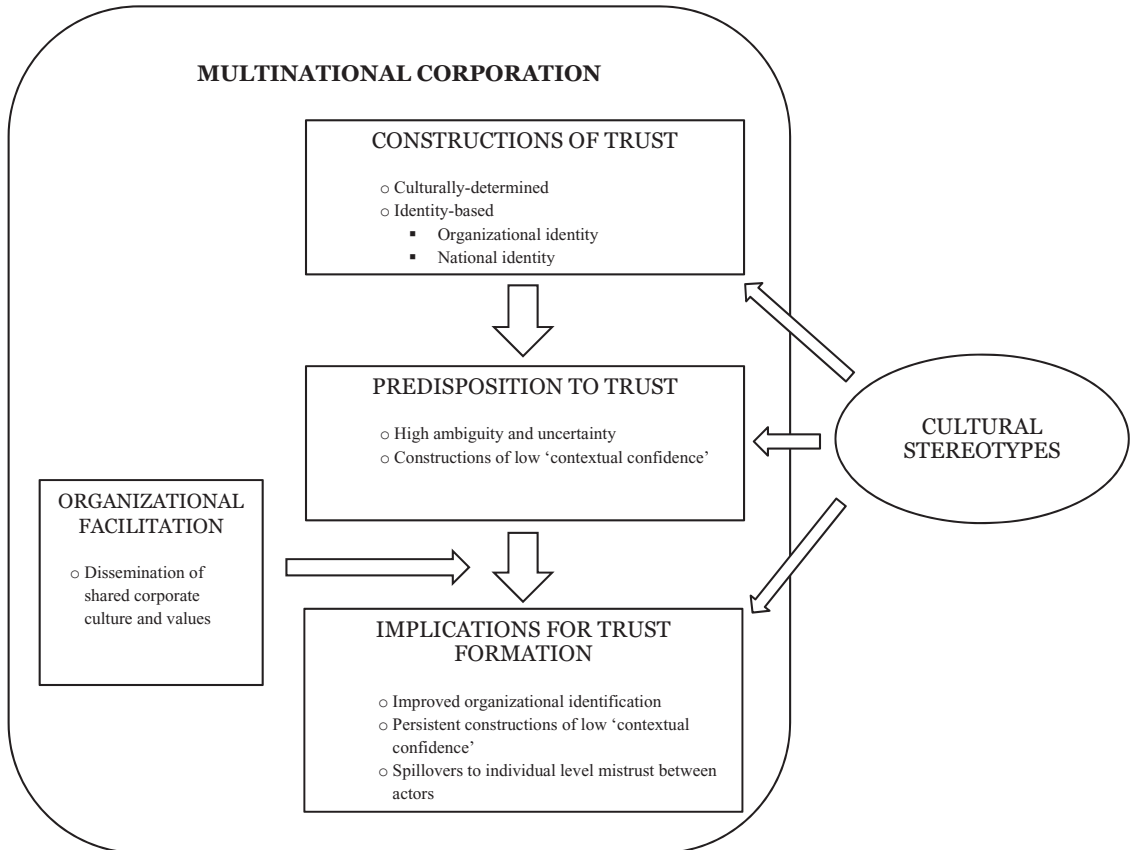 MULTINATIONAL CORPORATION
CONSTRUCTIONS OF TRUST
○ Culturally-determined
○ Identity-based
▪ Organizational identity
▪ National identity
PREDISPOSITION TO TRUST
○ High ambiguity and uncertainty
○ Constructions of low ‘contextual confidence’
CULTURAL
STEREOTYPES
ORGANIZATIONAL
FACILITATION
○ Dissemination of
shared corporate
culture and values
IMPLICATIONS FOR TRUST
FORMATION
○ Improved organizational identification
○ Persistent constructions of low ‘contextual
confidence’
○ Spillovers to individual level mistrust between
actors